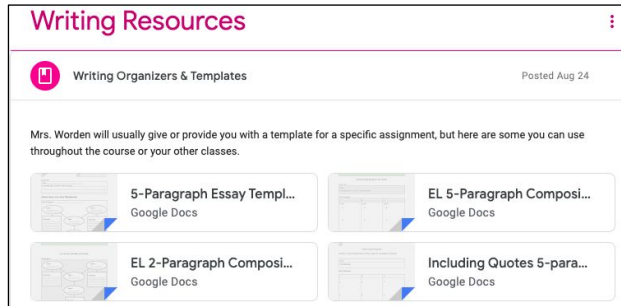 Writing Resources
Writing Organizers & Templates
Posted Aug 24
Mrs. Worden will usually give or provide you with a template for a specific assignment, but here are some you can use
throughout the course or your other classes.
5-Paragraph Essay Templ...
Google Docs
EL 5-Paragraph Composi...
Google Docs
EL 2-Paragraph Composi...
Google Docs
Including Quotes 5-para...
Google Docs